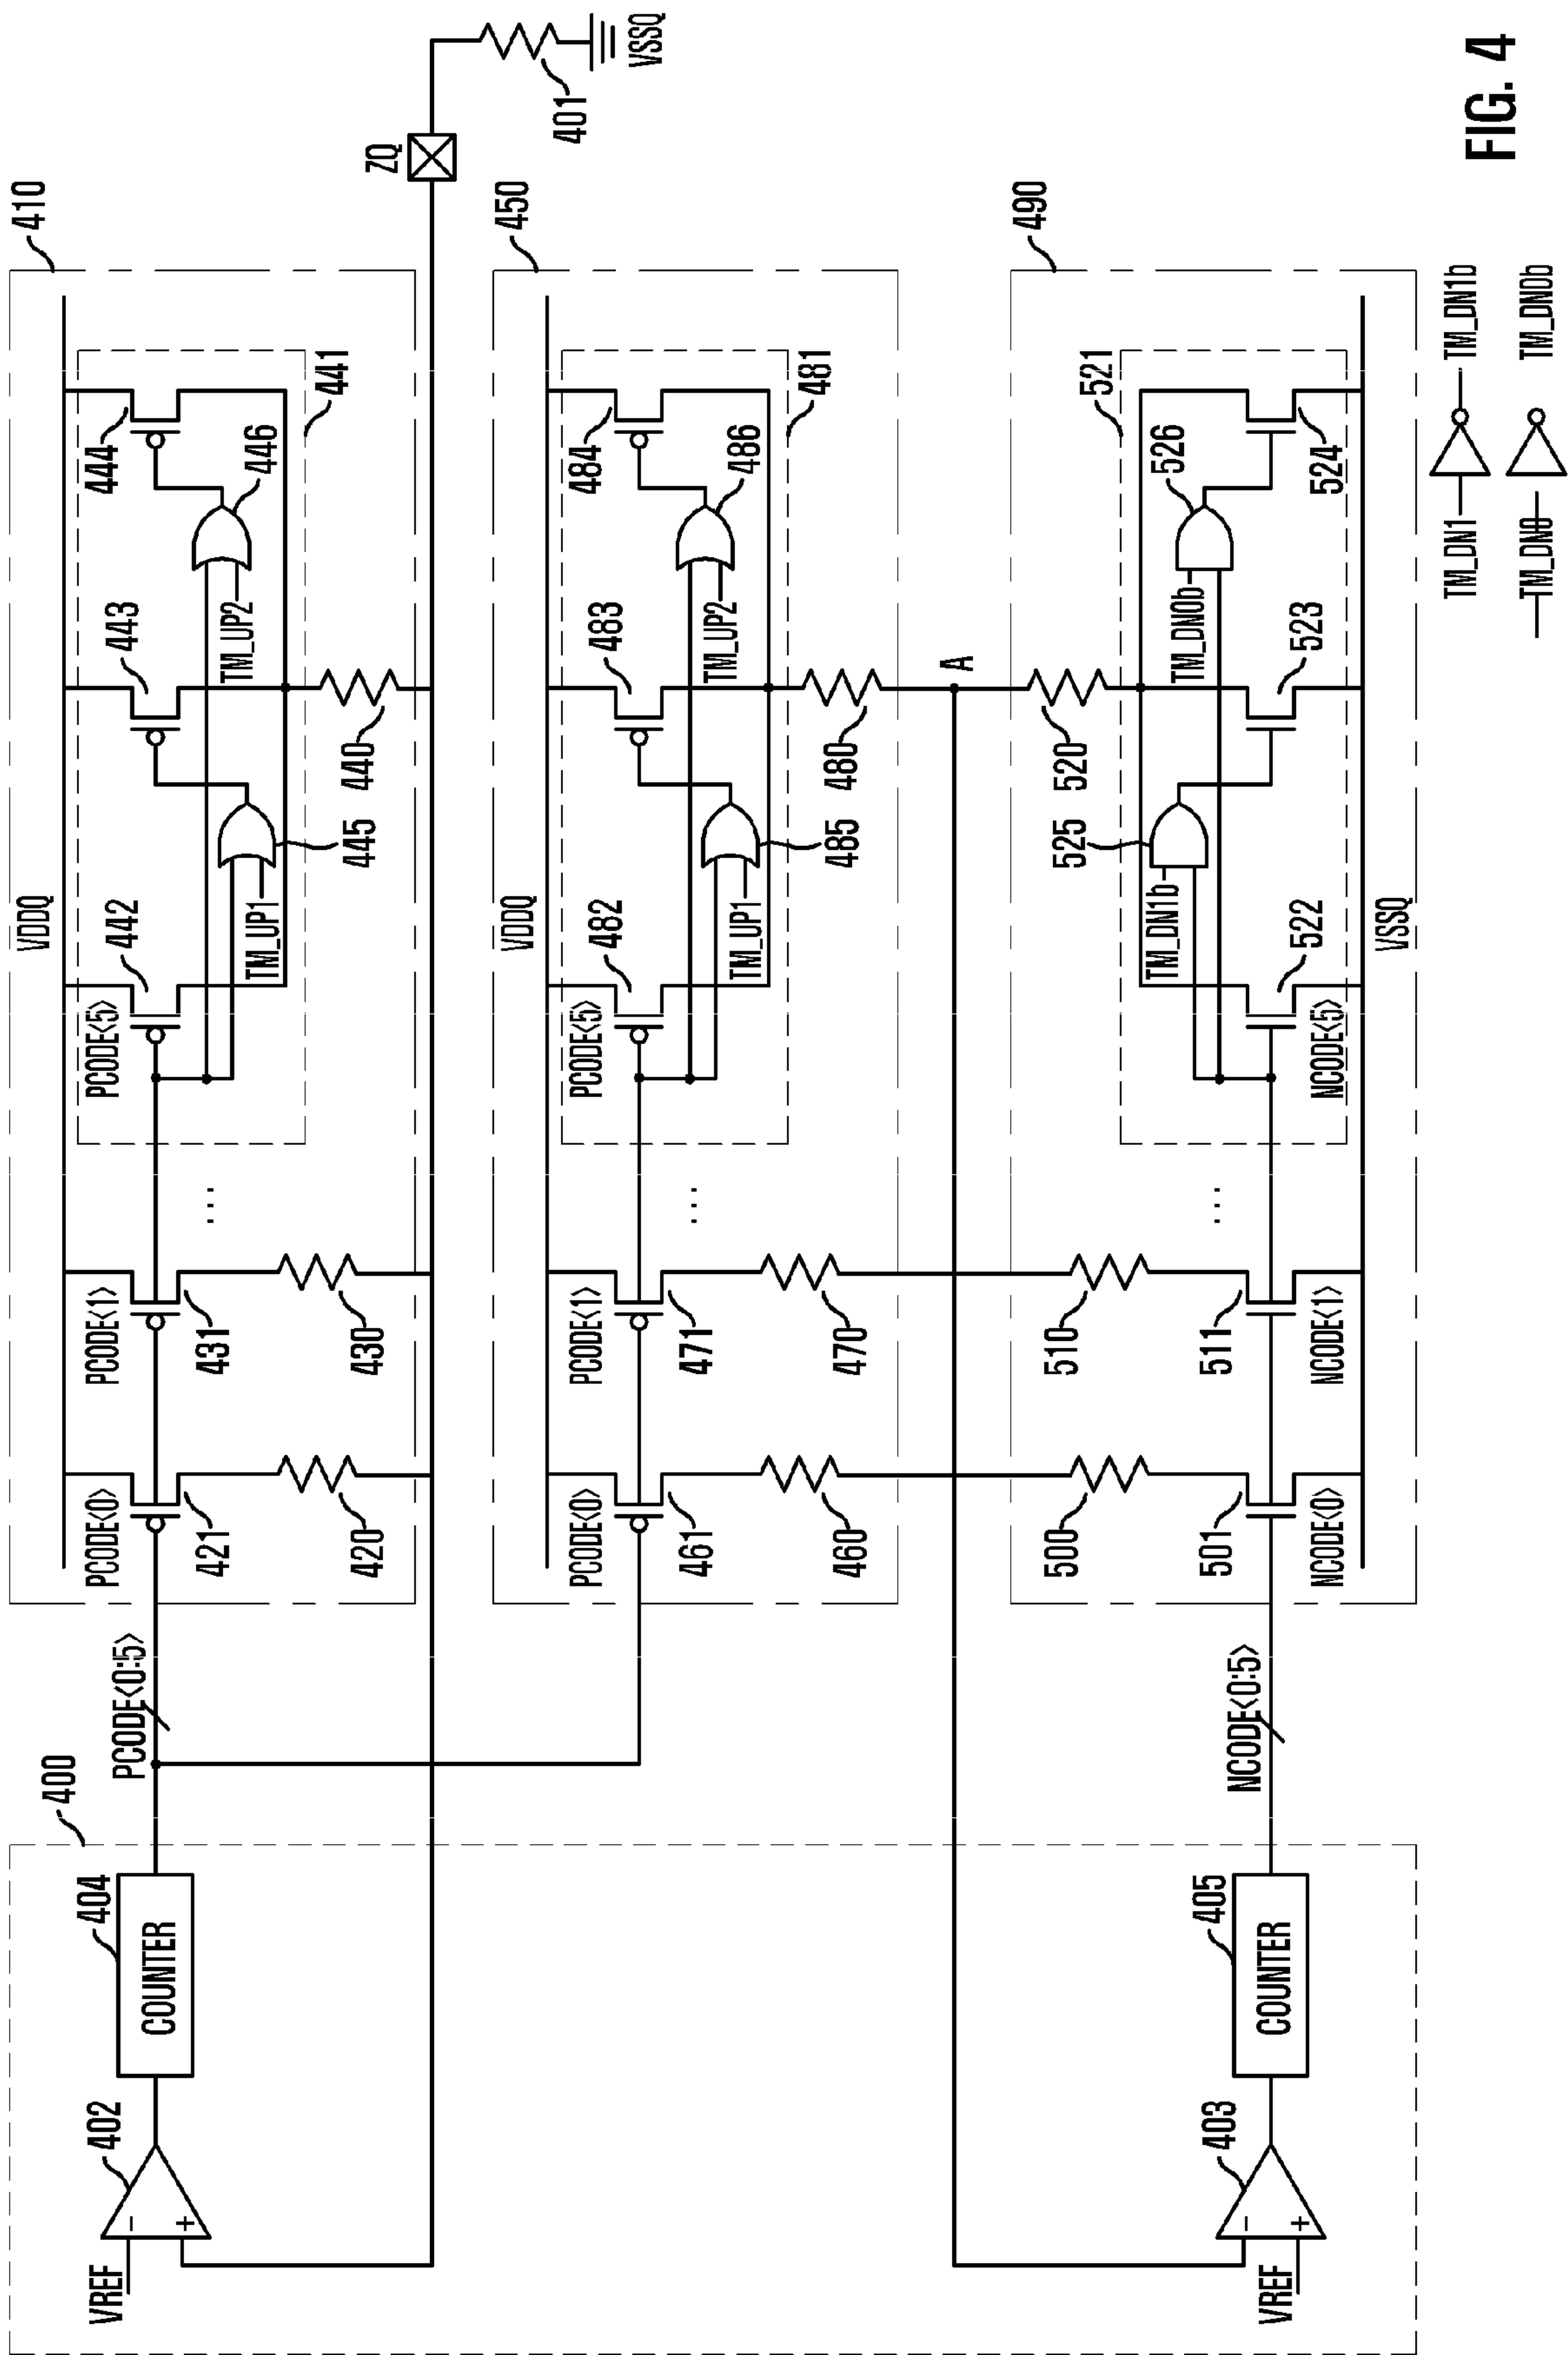 FIG. 4
400
VREF
-
+
402
COUNTER
404
PCODE<0:5>
410
VDDQ
PCODE<0>
421
420
PCODE<1>
431
430
...
PCODE<5>
442
443
444
TM_UP1
445
TM_UP2
446
441
440
ZQ
401
VSSQ
450
VDDQ
PCODE<0>
461
460
PCODE<1>
471
470
...
PCODE<5>
482
483
484
TM_UP1
485
TM_UP2
486
481
480
A
490
500
501
NCODE<0>
510
511
NCODE<1>
...
520
521
TM_DN1b
525
TM_DN0b
526
522
523
524
NCODE<5>
VSSQ
VREF
-
+
403
COUNTER
405
NCODE<0:5>
TM_DN1
TM_DN1b
TM_DN0
TM_DN0b